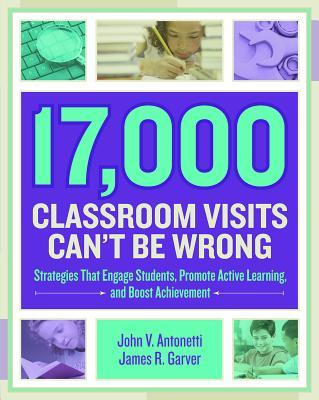 17,000
CLASSROOM VISITS
CAN'T BE WRONG
Strategies That Engage Students, Promote Active Learning,
and Boost Achievement
John V. Antonetti
James R. Garver